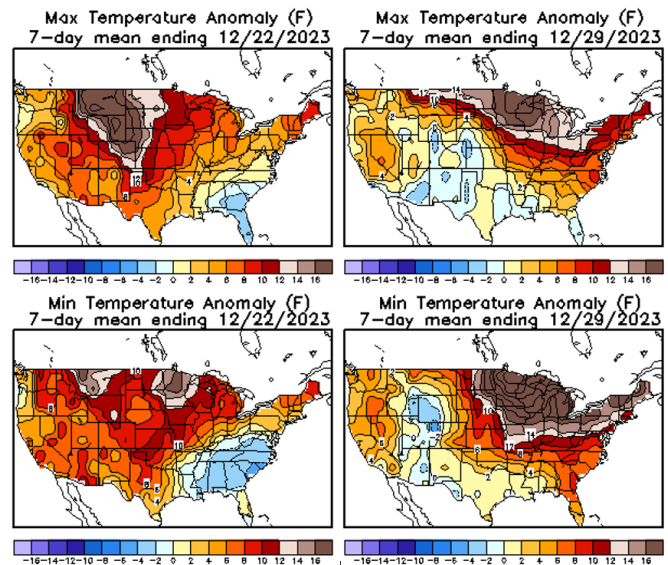 Max Temperature Anomaly (F)
7-day mean ending 12/22/2023
Max Temperature Anomaly (F)
7-day mean ending 12/29/2023
-16 -14 -12 -10 -8 -6 -4 -2 0 2 4 6 8 10 12 14 16
-16 -14 -12 -10 -8 -6 -4 -2 0 2 4 6 8 10 12 14 16
Min Temperature Anomaly (F)
7-day mean ending 12/22/2023
Min Temperature Anomaly (F)
7-day mean ending 12/29/2023
-16 -14 -12 -10 -8 -6 -4 -2 0 2 4 6 8 10 12 14 16
-16 -14 -12 -10 -8 -6 -4 -2 0 2 4 6 8 10 12 14 16